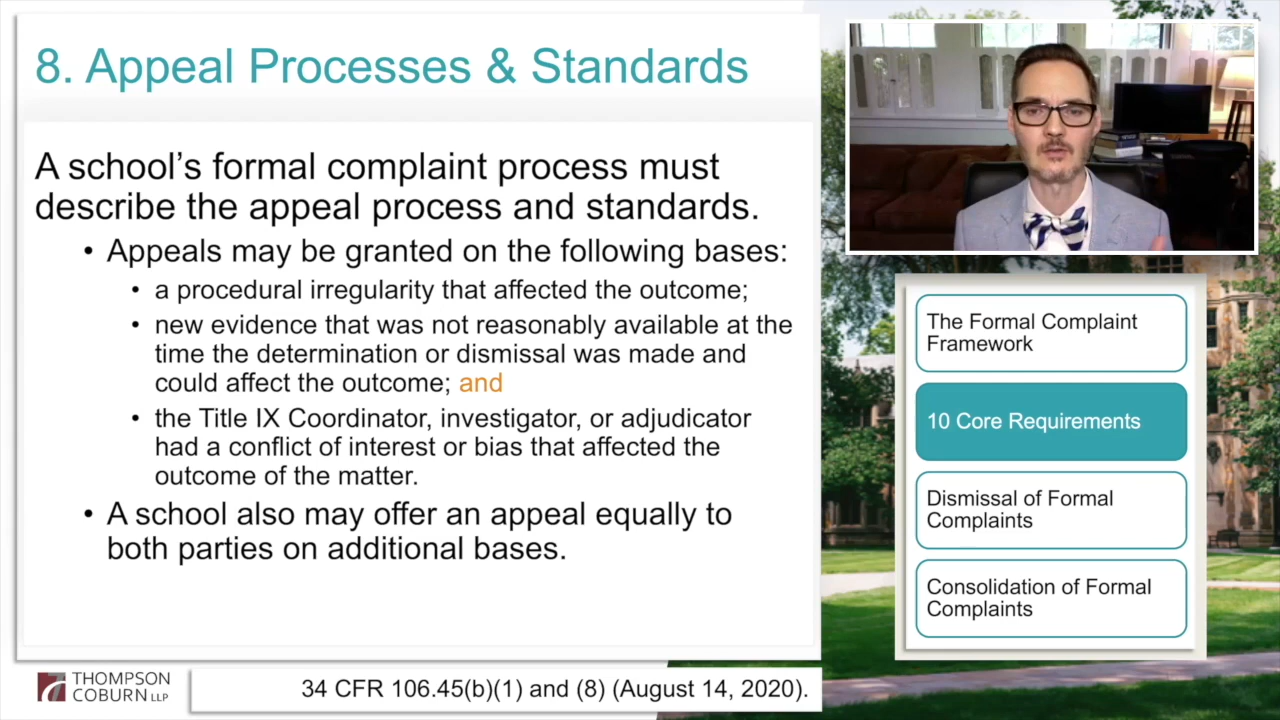 8. Appeal Processes & Standards
A school's formal complaint process must
describe the appeal process and standards.
• Appeals may be granted on the following bases:
• a procedural irregularity that affected the outcome;
• new evidence that was not reasonably available at the
time the determination or dismissal was made and
could affect the outcome; and
• the Title IX Coordinator, investigator, or adjudicator
had a conflict of interest or bias that affected the
outcome of the matter.
• A school also may offer an appeal equally to
both parties on additional bases.
The Formal Complaint
Framework
10 Core Requirements
Dismissal of Formal
Complaints
Consolidation of Formal
Complaints
THOMPSON
COBURN LLP
34 CFR 106.45(b)(1) and (8) (August 14, 2020).